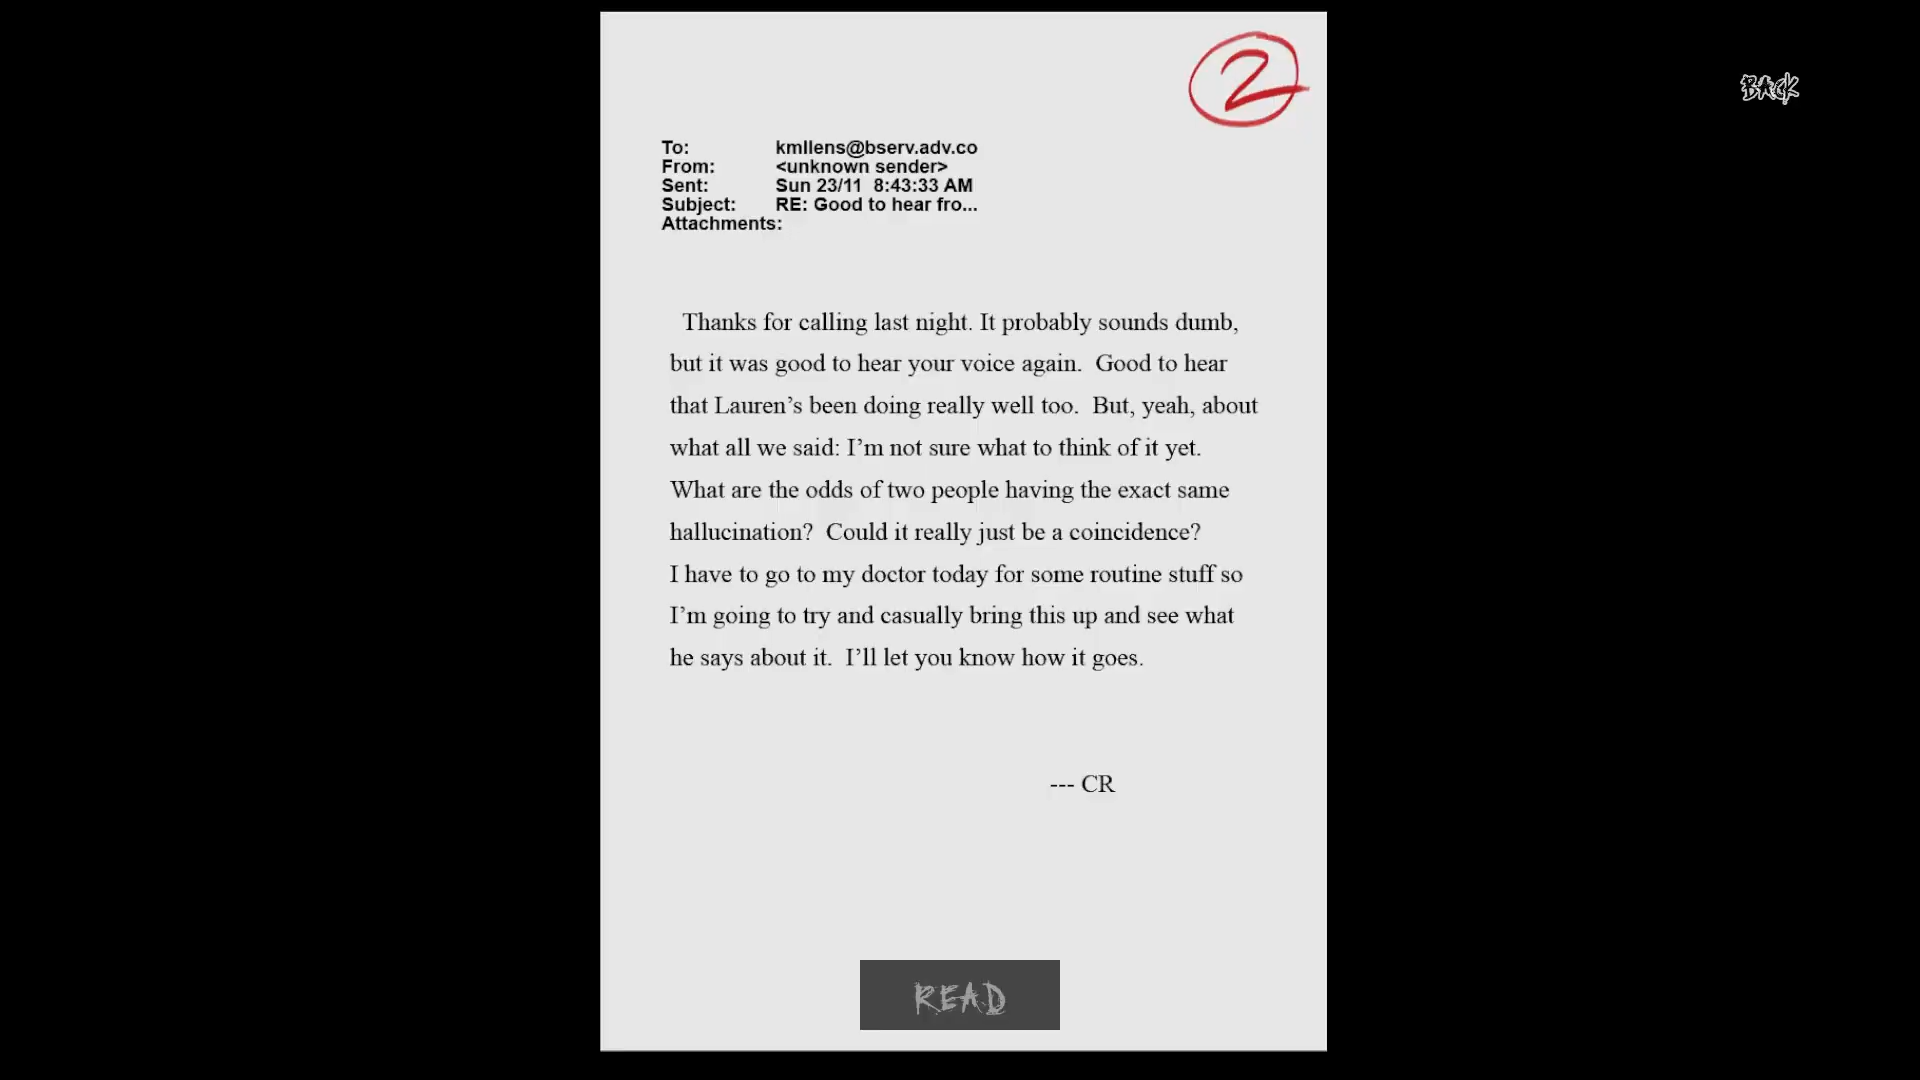 2
BACK
To: kmllens@bserv.adv.co
From: <unknown sender>
Sent: Sun 23/11  8:43:33 AM
Subject: RE: Good to hear fro...
Attachments:
Thanks for calling last night. It probably sounds dumb,
but it was good to hear your voice again.  Good to hear
that Lauren’s been doing really well too.  But, yeah, about
what all we said: I’m not sure what to think of it yet.
What are the odds of two people having the exact same
hallucination?  Could it really just be a coincidence?
I have to go to my doctor today for some routine stuff so
I’m going to try and casually bring this up and see what
he says about it.  I’ll let you know how it goes.
--- CR
READ